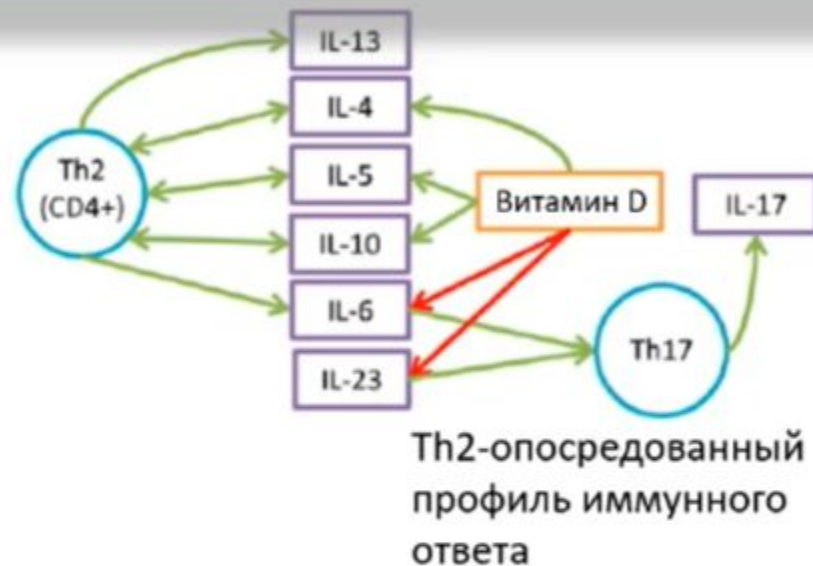 IL-13
IL-4
Th2
(CD4+)
IL-5
Витамин D
IL-17
IL-10
IL-6
Th17
IL-23
Th2-опосредованный
профиль иммунного
ответа